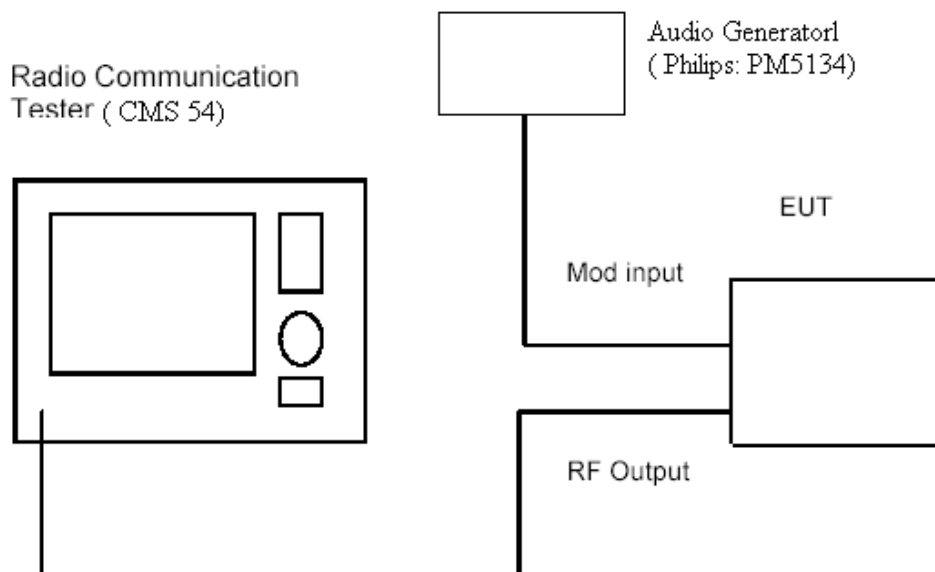 Radio Communication
Tester ( CMS 54)
Audio Generatorl
( Philips: PM5134)
EUT
Mod input
RF Output